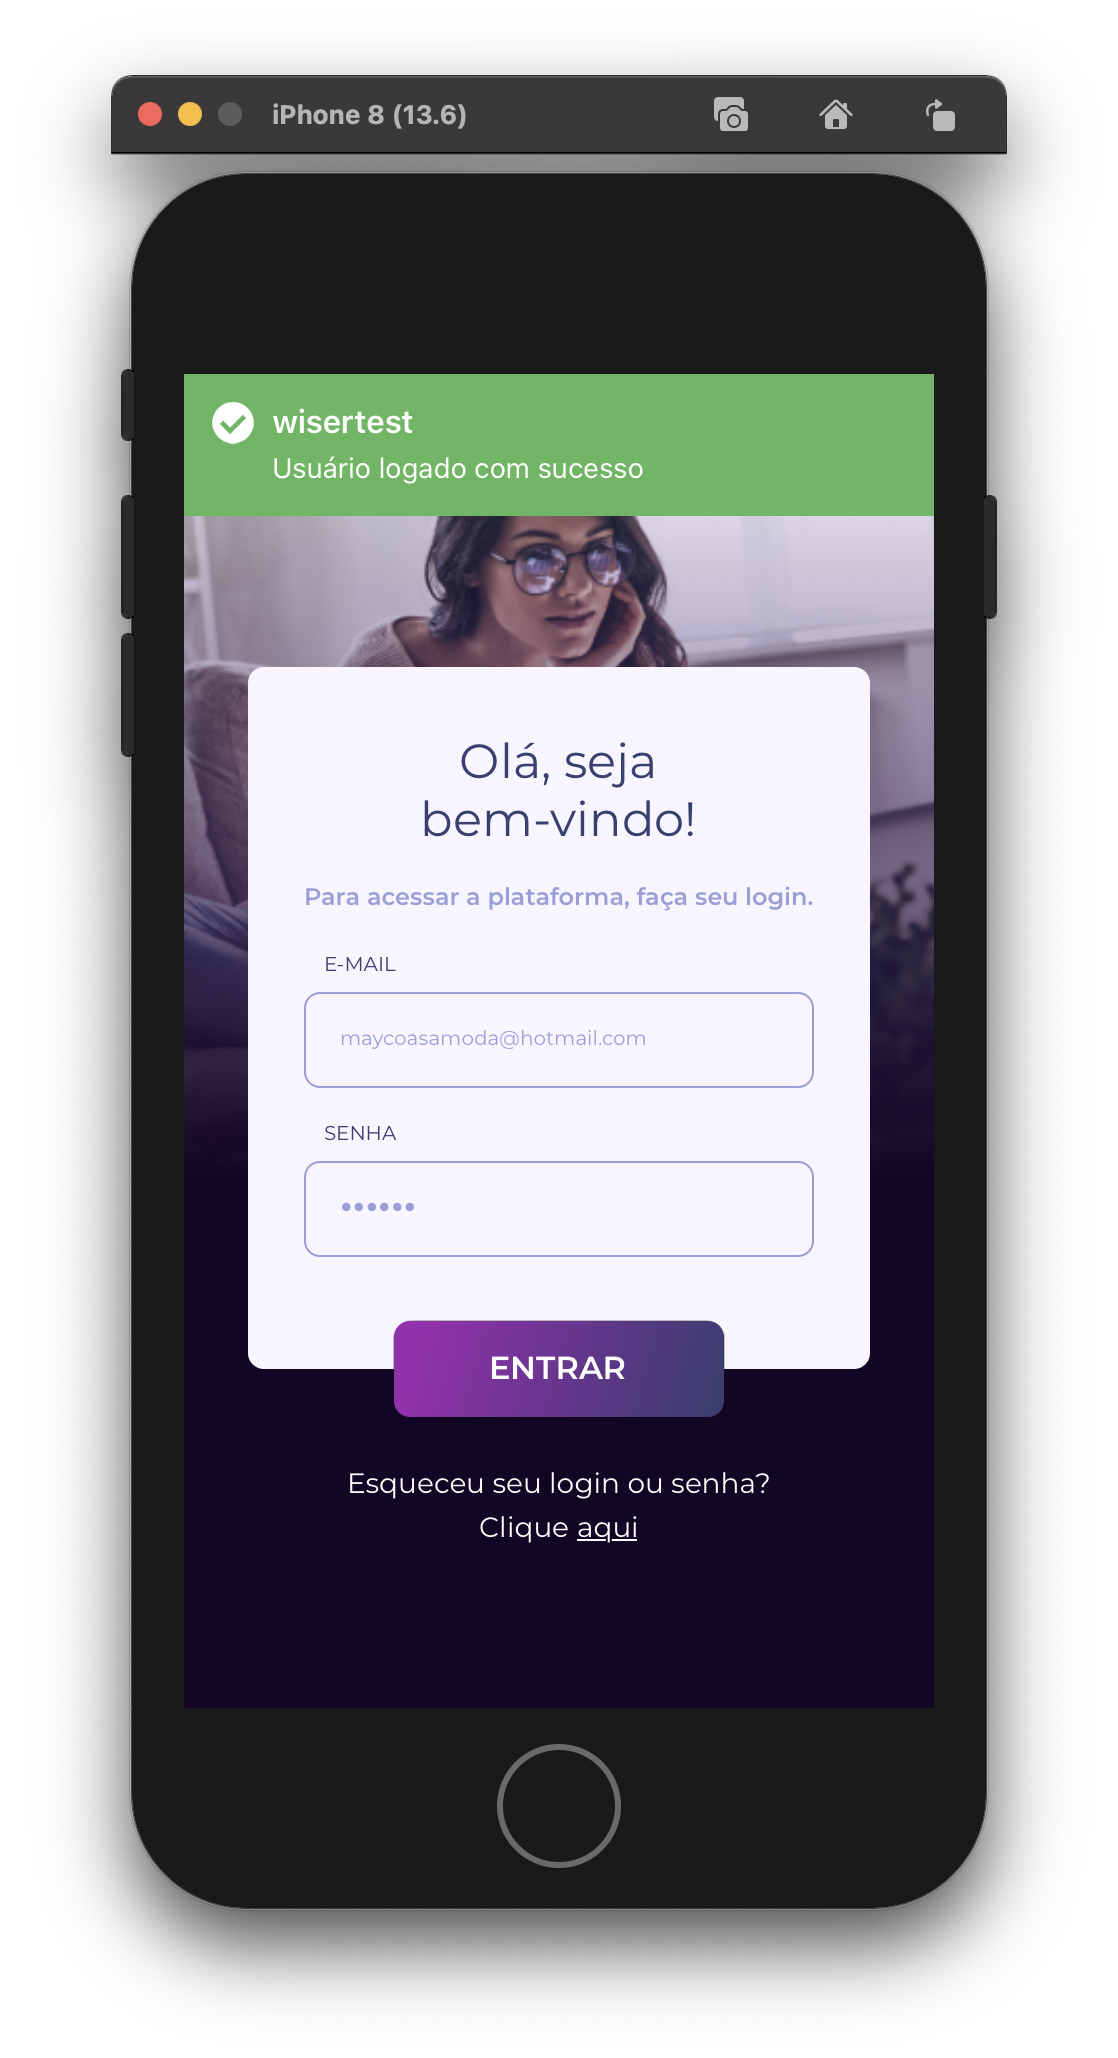 iPhone 8 (13.6)
wisertest
Usuário logado com sucesso
Olá, seja
bem-vindo!
Para acessar a plataforma, faça seu login.
E-MAIL
maycoasamoda@hotmail.com
SENHA
••••••
ENTRAR
Esqueceu seu login ou senha?
Clique aqui